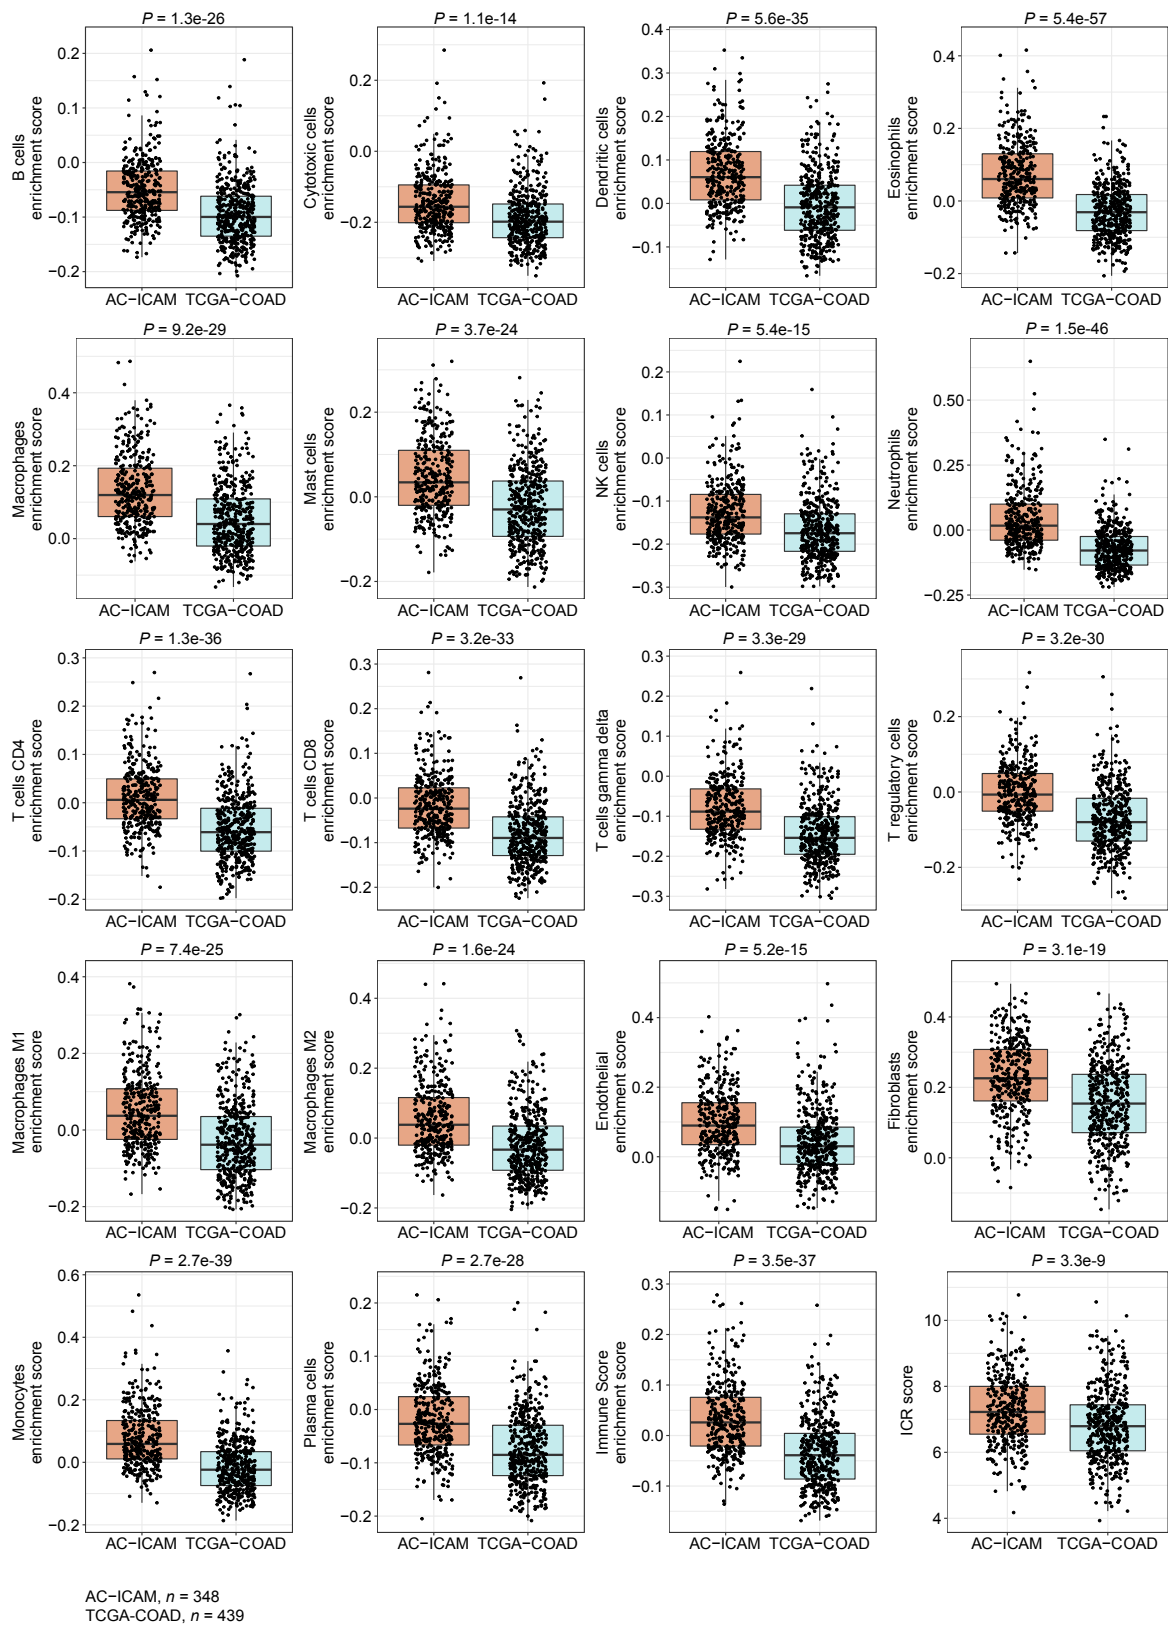 P = 1.3e-26
B cells
enrichment score
0.2
0.1
0.0
−0.1
−0.2
AC−ICAM TCGA−COAD
P = 1.1e-14
Cytotoxic cells
enrichment score
0.2
0.0
−0.2
AC−ICAM TCGA−COAD
P = 5.6e-35
Dendritic cells
enrichment score
0.4
0.3
0.2
0.1
0.0
−0.1
AC−ICAM TCGA−COAD
P = 5.4e-57
Eosinophils
enrichment score
0.4
0.2
0.0
−0.2
AC−ICAM TCGA−COAD
P = 9.2e-29
Macrophages
enrichment score
0.4
0.2
0.0
AC−ICAM TCGA−COAD
P = 3.7e-24
Mast cells
enrichment score
0.2
0.0
−0.2
AC−ICAM TCGA−COAD
P = 5.4e-15
NK cells
enrichment score
0.2
0.1
0.0
−0.1
−0.2
−0.3
AC−ICAM TCGA−COAD
P = 1.5e-46
Neutrophils
enrichment score
0.50
0.25
0.00
−0.25
AC−ICAM TCGA−COAD
P = 1.3e-36
T cells CD4
enrichment score
0.3
0.2
0.1
0.0
−0.1
−0.2
AC−ICAM TCGA−COAD
P = 3.2e-33
T cells CD8
enrichment score
0.3
0.2
0.1
0.0
−0.1
−0.2
AC−ICAM TCGA−COAD
P = 3.3e-29
T cells gamma delta
enrichment score
0.3
0.2
0.1
0.0
−0.1
−0.2
−0.3
AC−ICAM TCGA−COAD
P = 3.2e-30
T regulatory cells
enrichment score
0.2
0.0
−0.2
AC−ICAM TCGA−COAD
P = 7.4e-25
Macrophages M1
enrichment score
0.4
0.2
0.0
−0.2
AC−ICAM TCGA−COAD
P = 1.6e-24
Macrophages M2
enrichment score
0.4
0.2
0.0
−0.2
AC−ICAM TCGA−COAD
P = 5.2e-15
Endothelial
enrichment score
0.4
0.2
0.0
AC−ICAM TCGA−COAD
P = 3.1e-19
Fibroblasts
enrichment score
0.4
0.2
0.0
AC−ICAM TCGA−COAD
P = 2.7e-39
Monocytes
enrichment score
0.6
0.4
0.2
0.0
−0.2
AC−ICAM TCGA−COAD
P = 2.7e-28
Plasma cells
enrichment score
0.2
0.1
0.0
−0.1
−0.2
AC−ICAM TCGA−COAD
P = 3.5e-37
Immune Score
enrichment score
0.3
0.2
0.1
0.0
−0.1
AC−ICAM TCGA−COAD
P = 3.3e-9
ICR score
10
8
6
4
AC−ICAM TCGA−COAD
AC−ICAM, n = 348
TCGA-COAD, n = 439